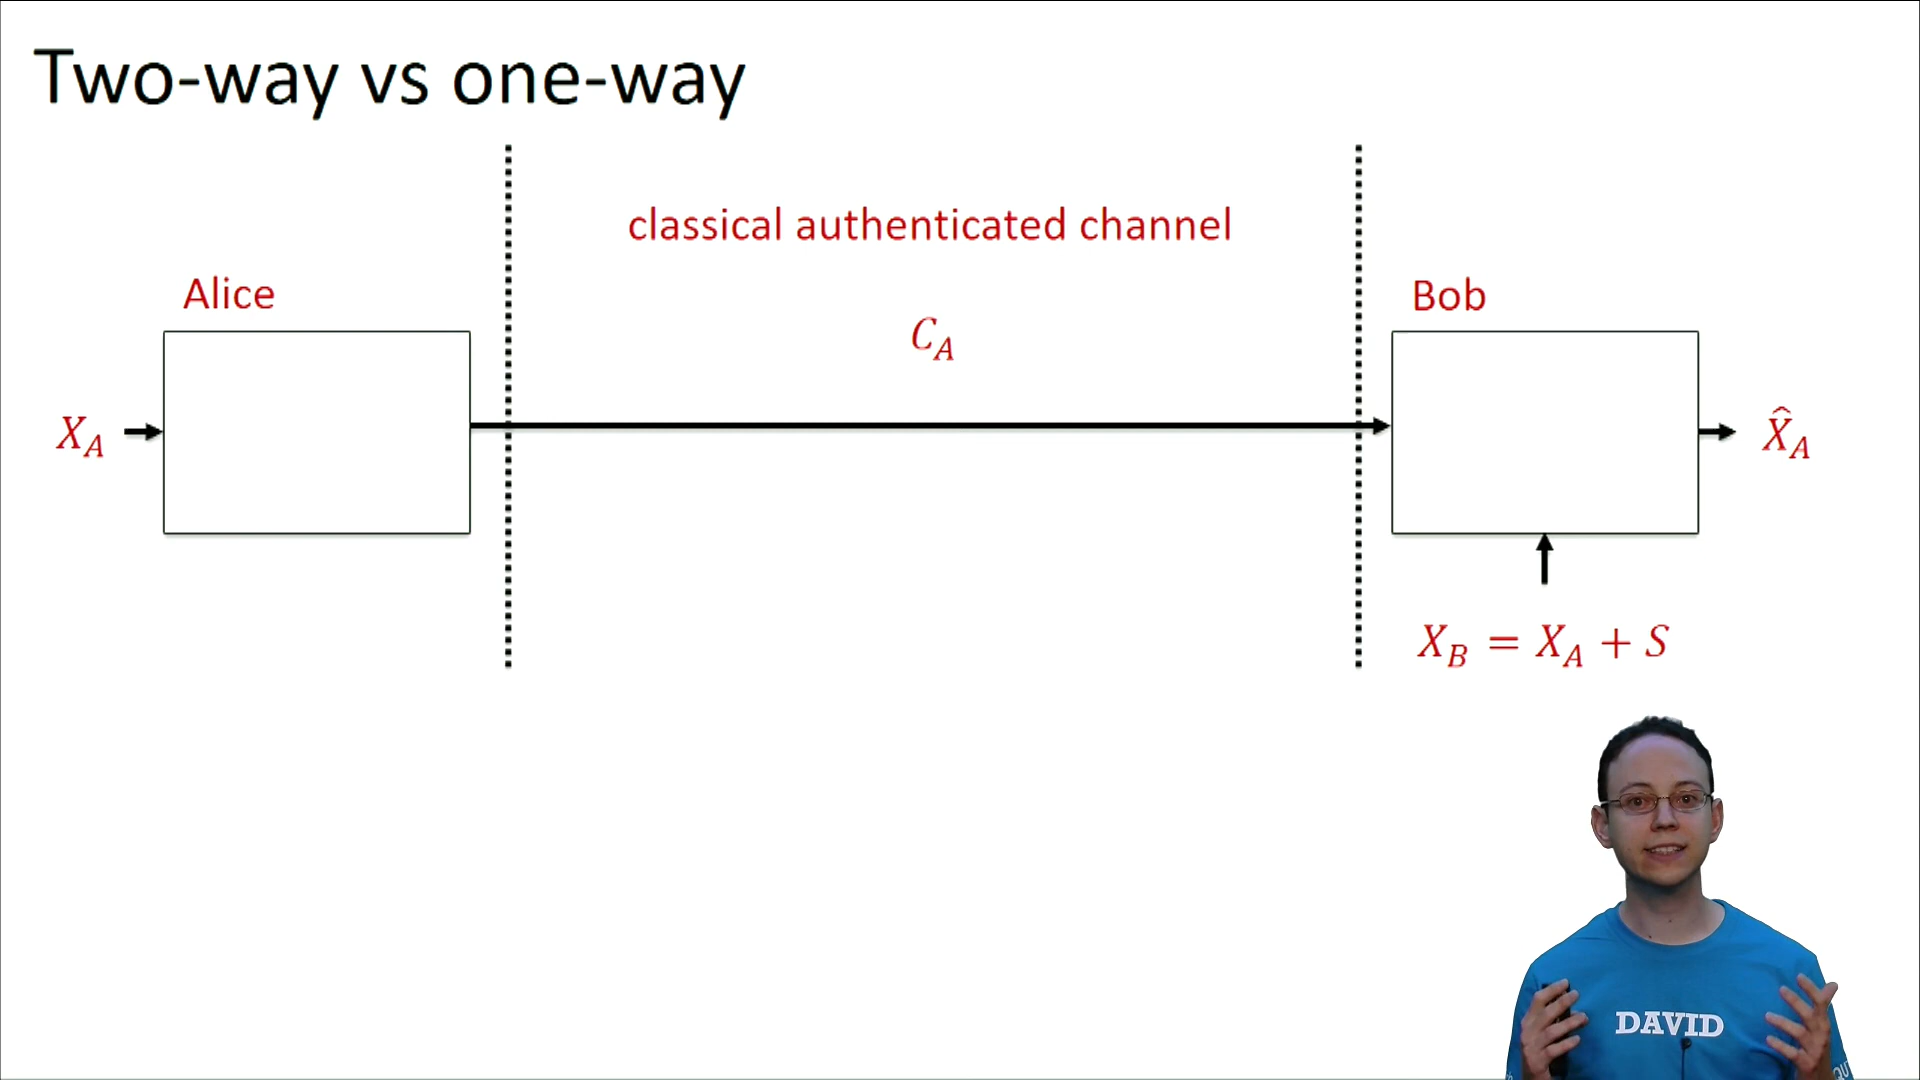 Two-way vs one-way
classical authenticated channel
Alice
Bob
C_A
X_A
X̂_A
X_B = X_A + S
DAVID